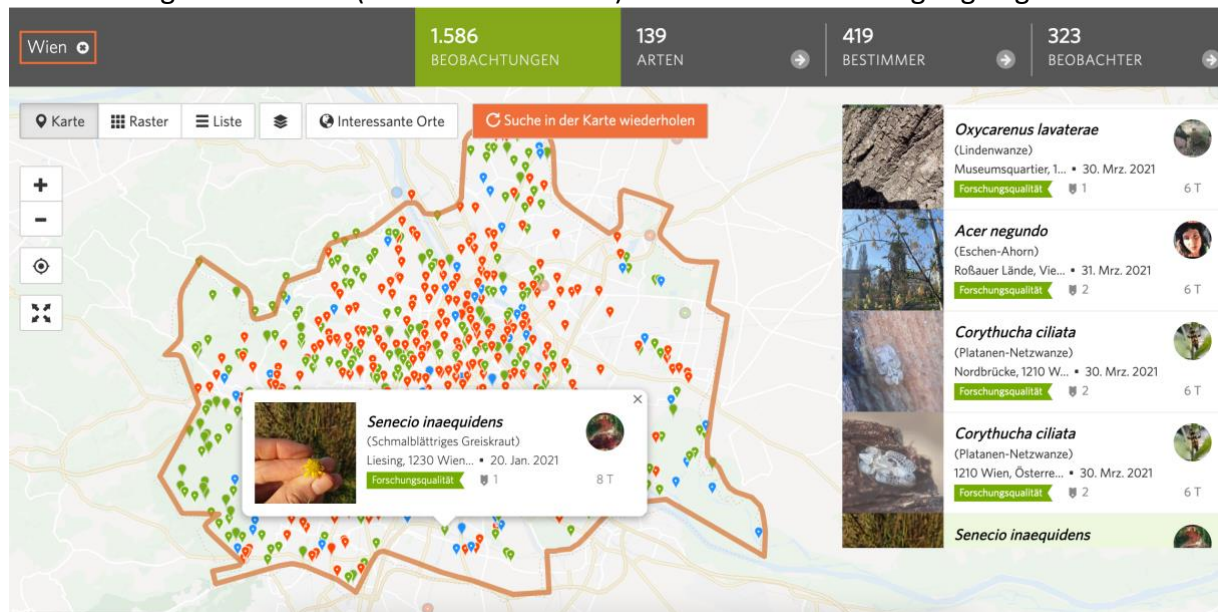 Wien
1.586
BEOBACHTUNGEN
139
ARTEN
419
BESTIMMER
323
BEOBACHTER
Karte
Raster
Liste
Interessante Orte
Suche in der Karte wiederholen
Senecio inaequidens
(Schmalblättriges Greiskraut)
Liesing, 1230 Wien... • 20. Jan. 2021
Forschungsqualität 1 8 T
Oxycarenus lavaterae
(Lindenwanze)
Museumsquartier, 1... • 30. Mrz. 2021
Forschungsqualität 1 6 T
Acer negundo
(Eschen-Ahorn)
Roßauer Lände, Vie... • 31. Mrz. 2021
Forschungsqualität 2 6 T
Corythucha ciliata
(Platanen-Netzwanze)
Nordbrücke, 1210 W... • 30. Mrz. 2021
Forschungsqualität 2 6 T
Corythucha ciliata
(Platanen-Netzwanze)
1210 Wien, Österre... • 30. Mrz. 2021
Forschungsqualität 2 6 T
Senecio inaequidens